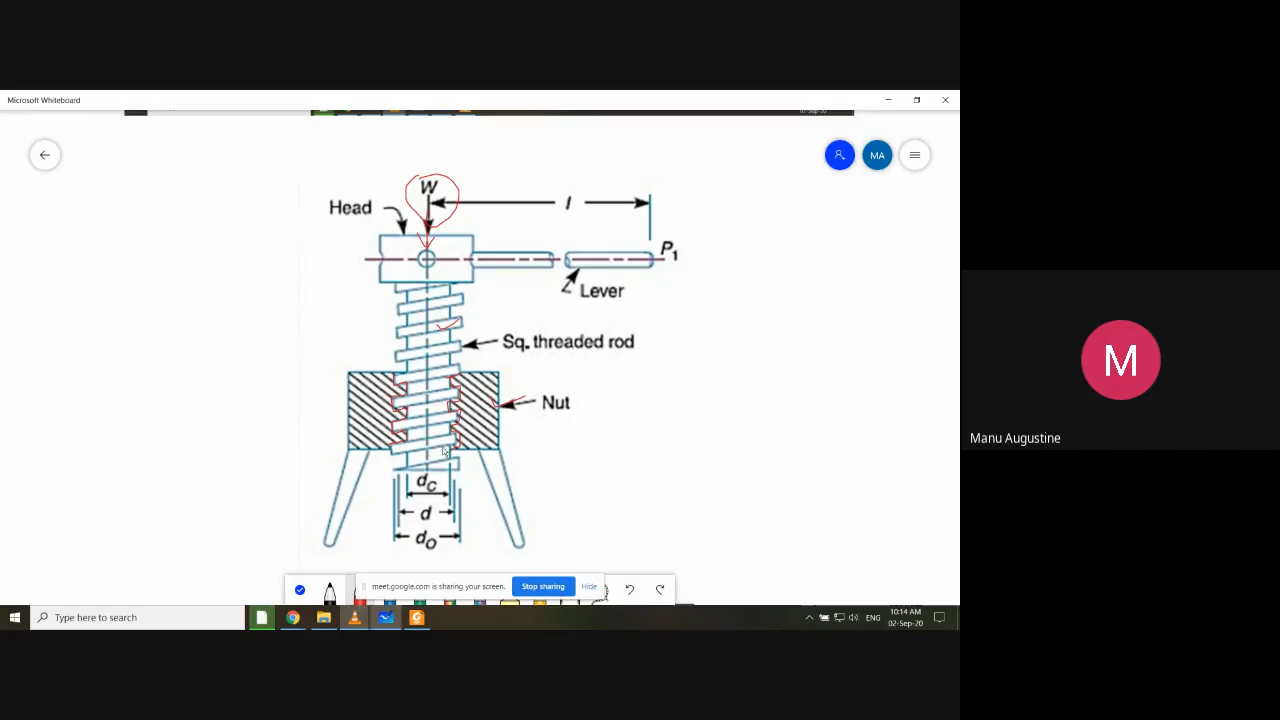 Microsoft Whiteboard
MA
W
l
Head
P1
Lever
Sq. threaded rod
Nut
dc
d
do
meet.google.com is sharing your screen.
Stop sharing
Hide
Type here to search
ENG
10:14 AM
02-Sep-20
M
Manu Augustine